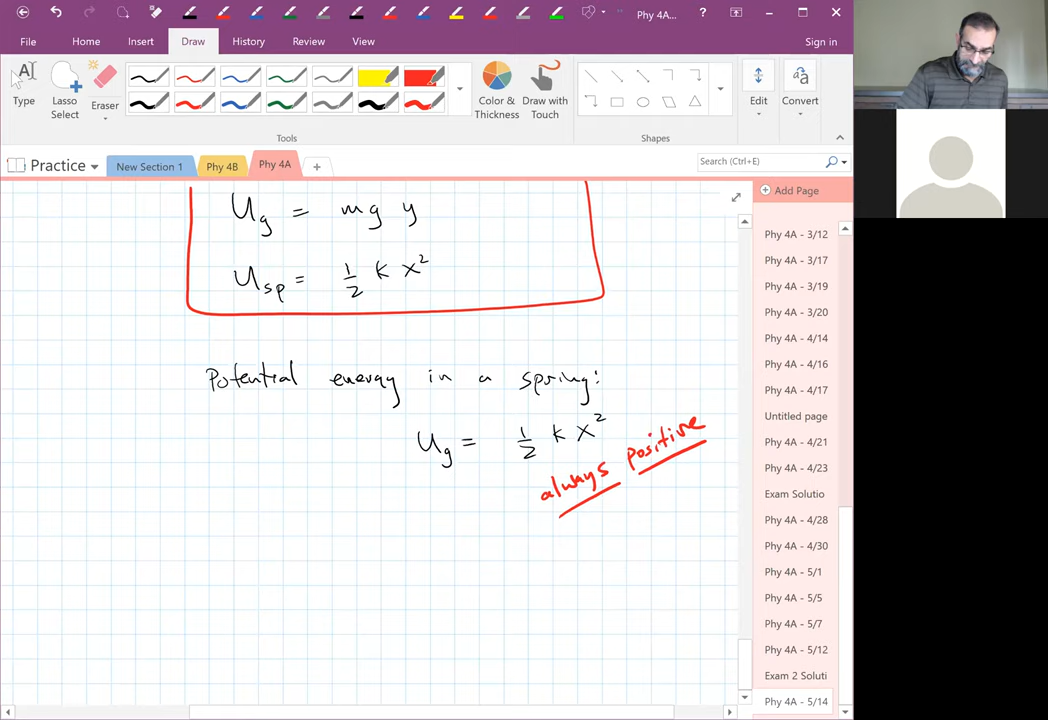 Phy 4A...
?
File
Home
Insert
Draw
History
Review
View
Sign in
A
Type
Lasso
Select
Eraser
Color &
Thickness
Draw with
Touch
Edit
Convert
Tools
Shapes
Practice
New Section 1
Phy 4B
Phy 4A
+
Search (Ctrl+E)
Add Page
Phy 4A - 3/12
Phy 4A - 3/17
Phy 4A - 3/19
Phy 4A - 3/20
Phy 4A - 4/14
Phy 4A - 4/16
Phy 4A - 4/17
Untitled page
Phy 4A - 4/21
Phy 4A - 4/23
Exam Solutio
Phy 4A - 4/28
Phy 4A - 4/30
Phy 4A - 5/1
Phy 4A - 5/5
Phy 4A - 5/7
Phy 4A - 5/12
Exam 2 Soluti
Phy 4A - 5/14
Ug = mg y
Usp = 1/2 k x²
Potential energy in a spring:
Ug = 1/2 k x²
always positive